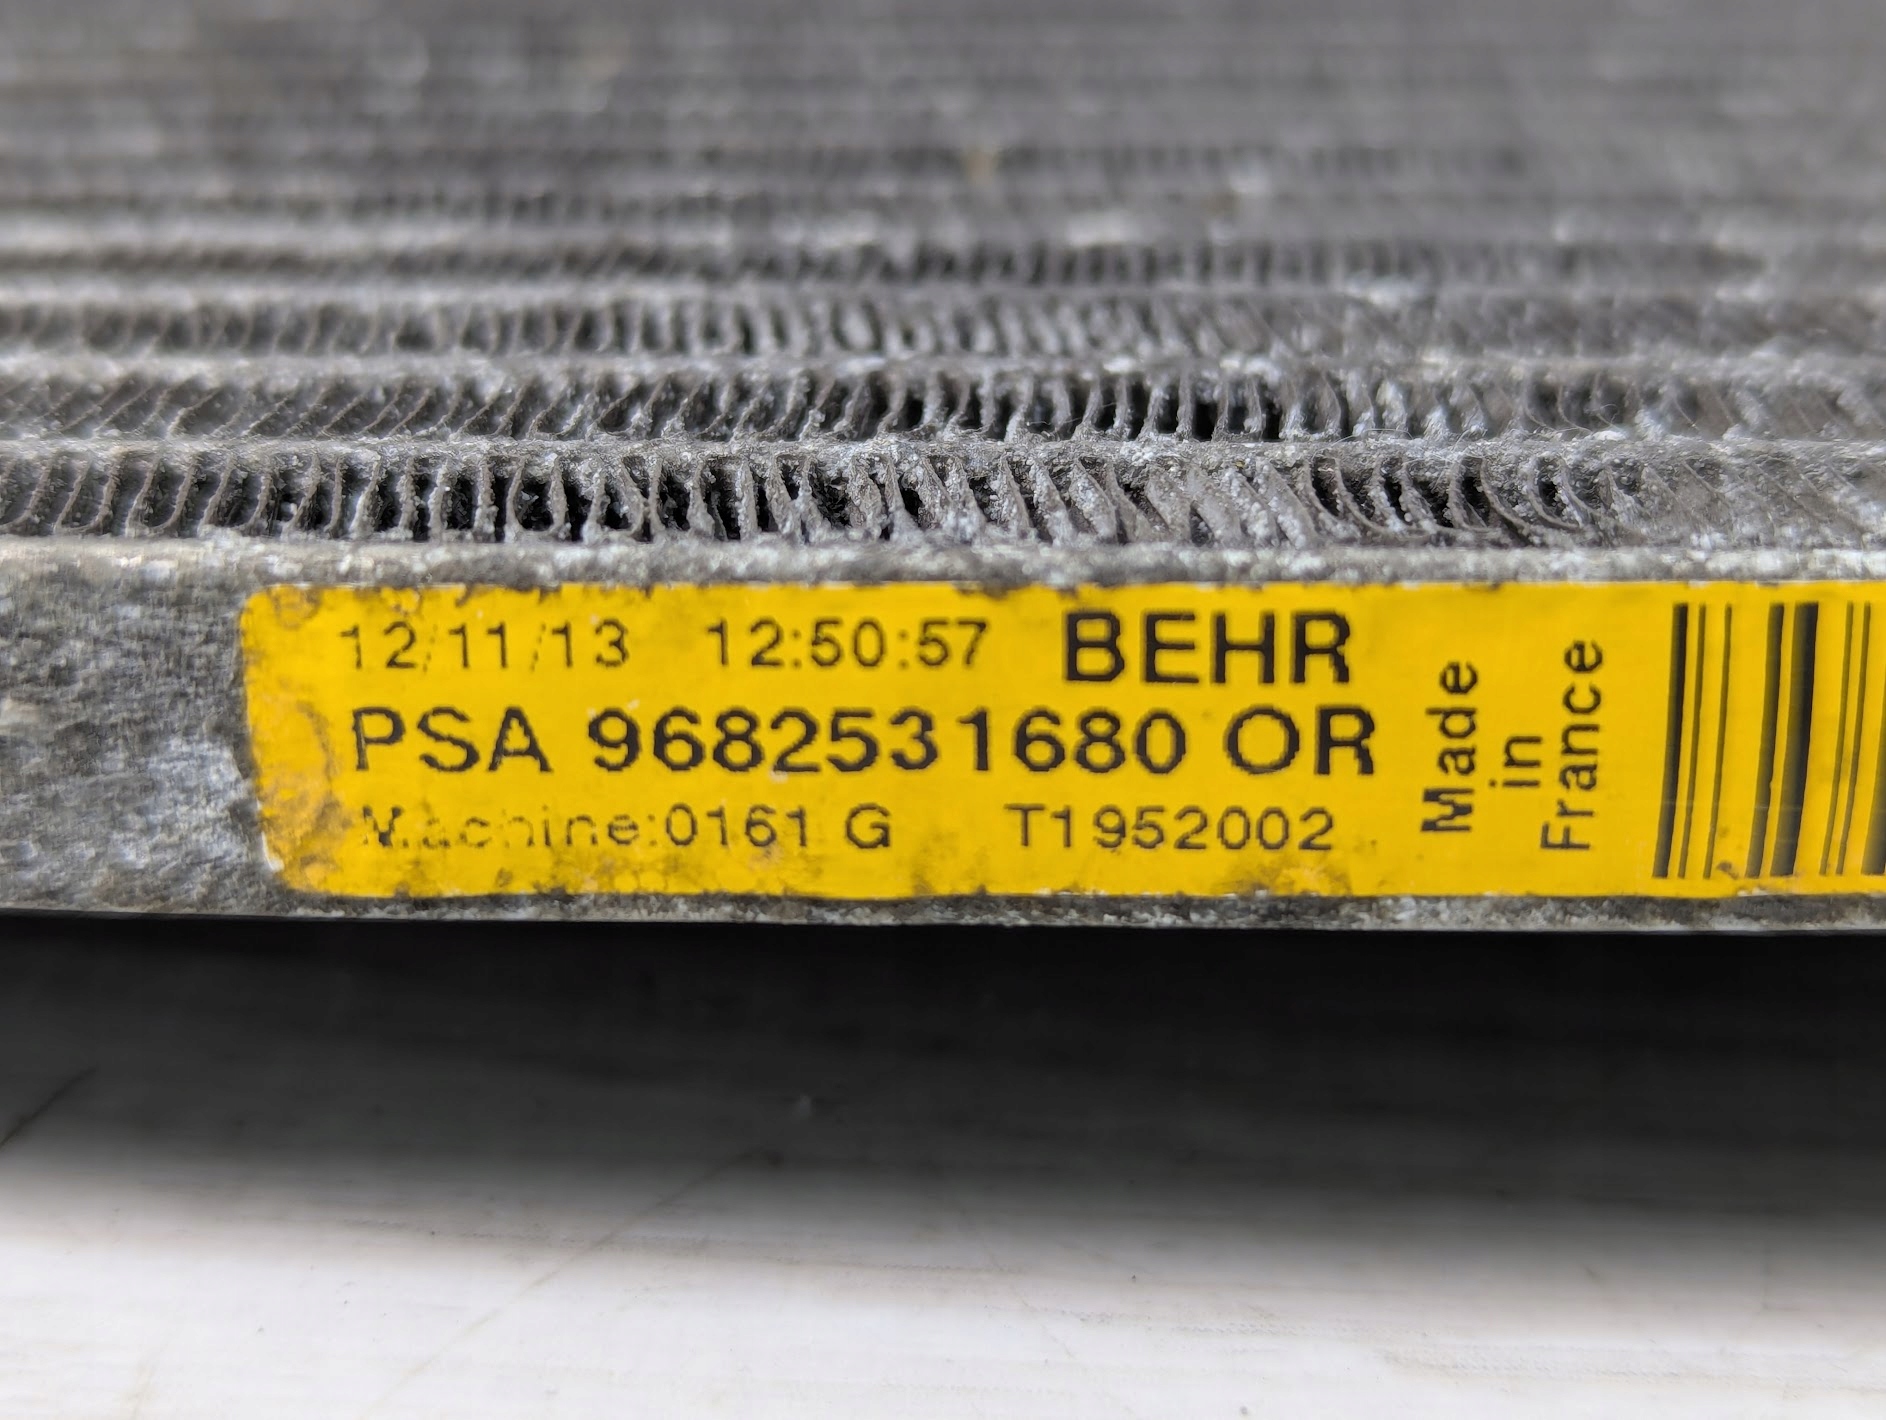 12/11/13 12:50:57 BEHR
PSA 9682531680 OR
Machine:0161 G T1952002
Made
in
France